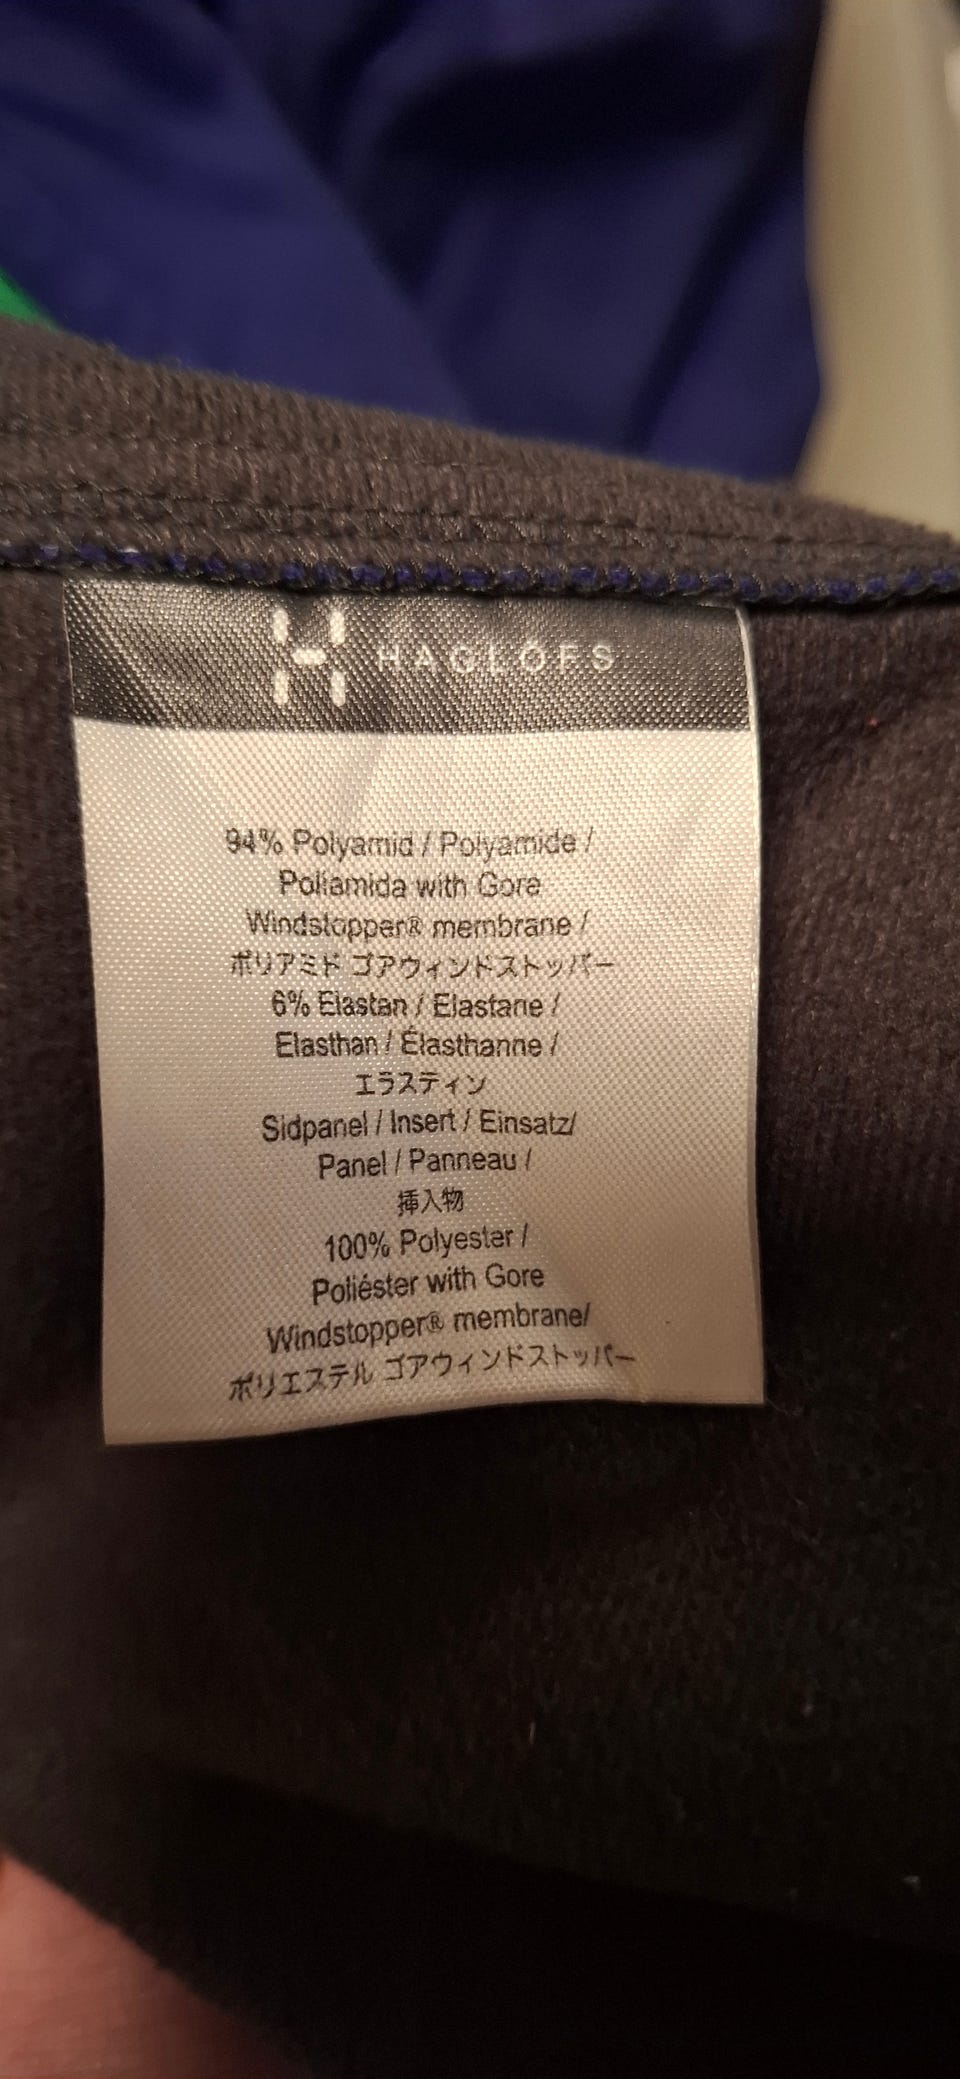 HAGLÖFS
94% Polyamid / Polyamide /
Poliamida with Gore
Windstopper® membrane /
ポリアミド ゴアウィンドストッパー
6% Elastan / Elastane /
Elasthan / Élasthanne /
エラスティン
Sidpanel / Insert / Einsatz/
Panel / Panneau /
挿入物
100% Polyester /
Poliéster with Gore
Windstopper® membrane/
ポリエステル ゴアウィンドストッパー